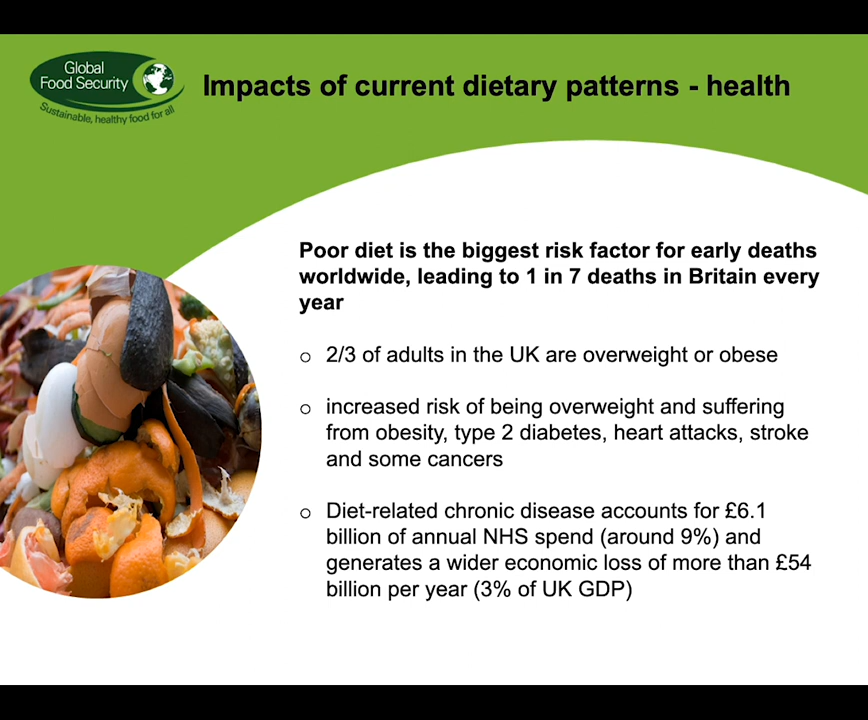 Global
Food Security
Sustainable, healthy food for all
Impacts of current dietary patterns - health
Poor diet is the biggest risk factor for early deaths
worldwide, leading to 1 in 7 deaths in Britain every
year
o 2/3 of adults in the UK are overweight or obese
o increased risk of being overweight and suffering
from obesity, type 2 diabetes, heart attacks, stroke
and some cancers
o Diet-related chronic disease accounts for £6.1
billion of annual NHS spend (around 9%) and
generates a wider economic loss of more than £54
billion per year (3% of UK GDP)